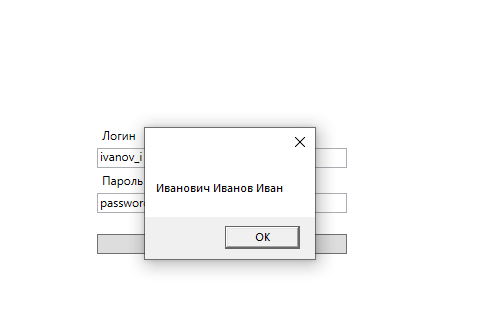 Логин
ivanov_i
Пароль
passwor
Иванович Иванов Иван
OK